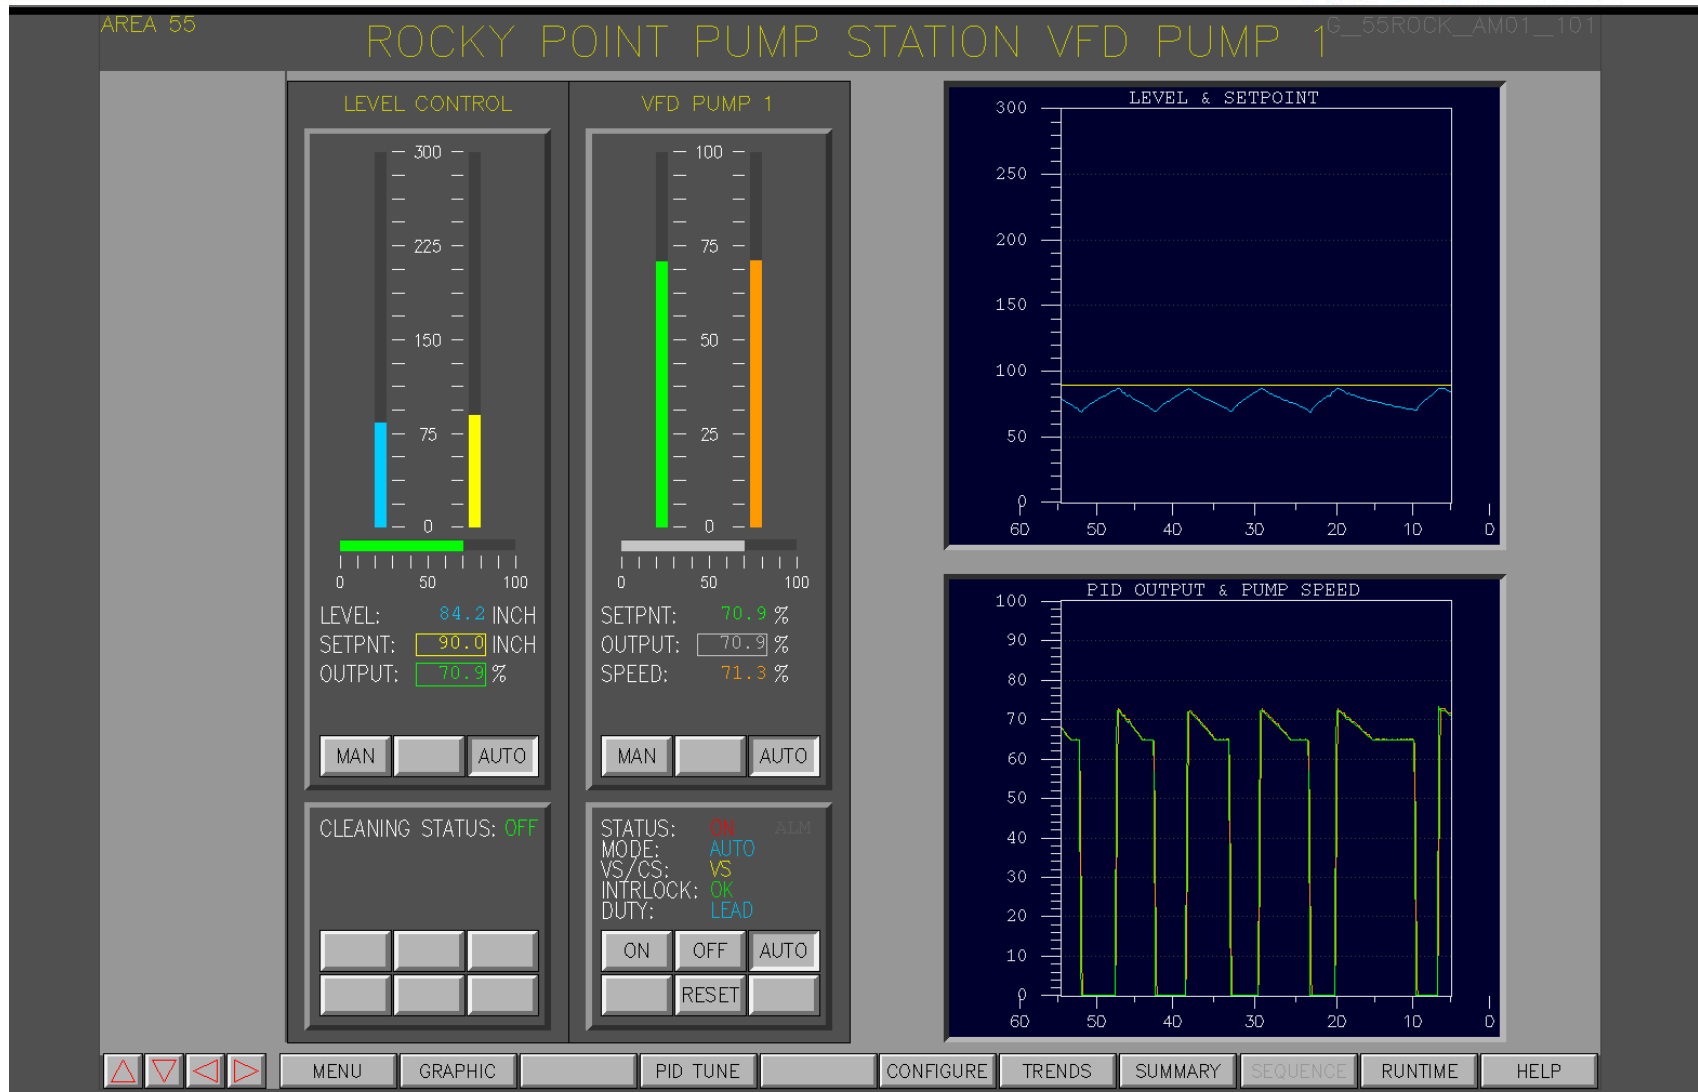 AREA 55
ROCKY POINT PUMP STATION VFD PUMP 1
G_55ROCK_AM01_101
LEVEL CONTROL
300
225
150
75
0
0 50 100
LEVEL: 84.2 INCH
SETPNT: 90.0 INCH
OUTPUT: 70.9 %
MAN AUTO
CLEANING STATUS: OFF
VFD PUMP 1
100
75
50
25
0
0 50 100
SETPNT: 70.9 %
OUTPUT: 70.9 %
SPEED: 71.3 %
MAN AUTO
STATUS: ON ALM
MODE: AUTO
VS/CS: VS
INTRLOCK: OK
DUTY: LEAD
ON OFF AUTO
RESET
LEVEL & SETPOINT
300
250
200
150
100
50
0
60 50 40 30 20 10 0
PID OUTPUT & PUMP SPEED
100
90
80
70
60
50
40
30
20
10
0
60 50 40 30 20 10 0
MENU GRAPHIC PID TUNE CONFIGURE TRENDS SUMMARY SEQUENCE RUNTIME HELP